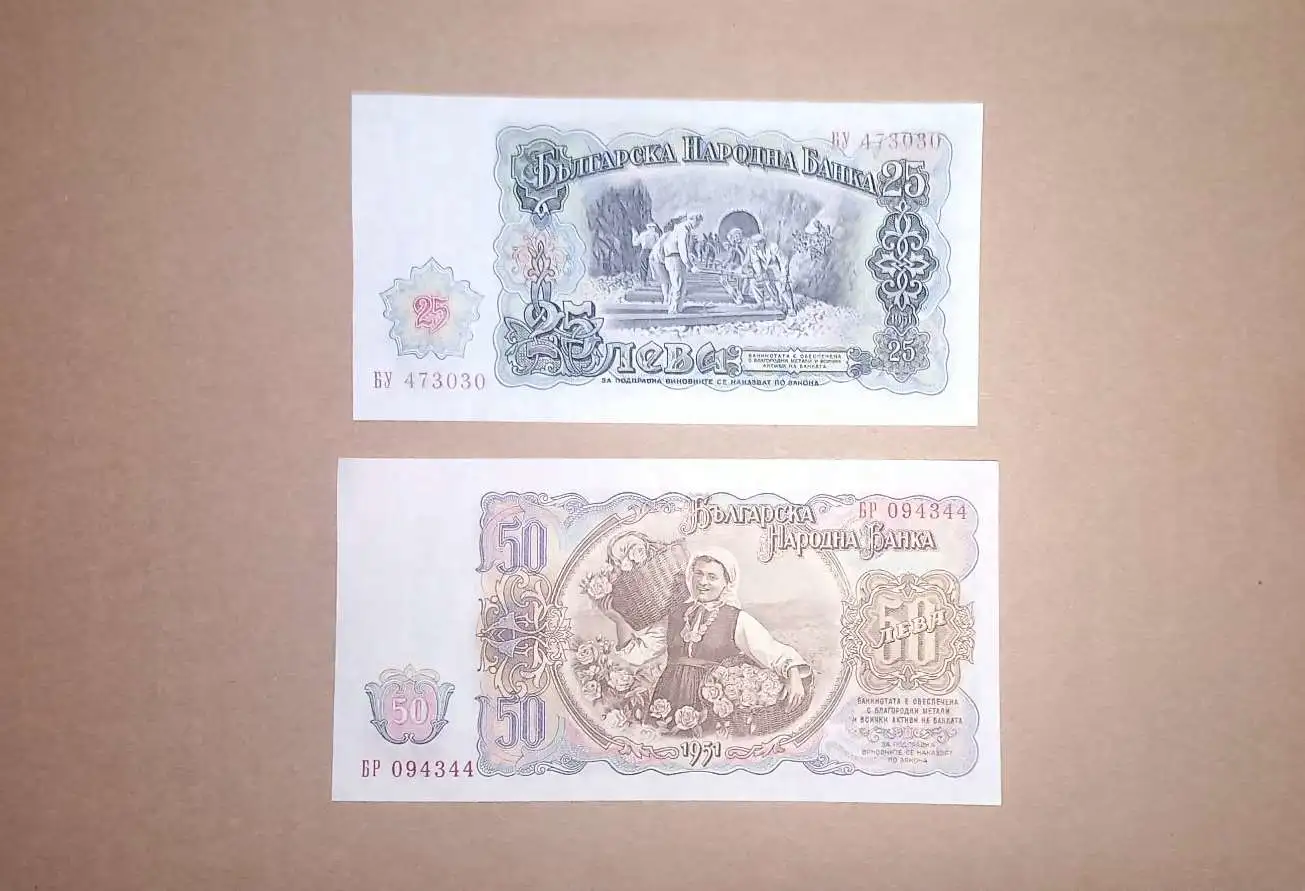 БУ 473030
БЪЛГАРСКА НАРОДНА БАНКА
25
25
1951
25 ЛЕВА
25
БАНКНОТАТА Е ОБЕЗПЕЧЕНА
С БЛАГОРОДНИ МЕТАЛИ И ВСИЧКИ
АКТИВИ НА БАНКАТА
БУ 473030
ЗА ПОДПРАВКА ВИНОВНИТЕ СЕ НАКАЗВАТ ПО ЗАКОНА
БЪЛГАРСКА
НАРОДНА БАНКА
БР 094344
50
50
ЛЕВА
50
50
БАНКНОТАТА Е ОБЕЗПЕЧЕНА
С БЛАГОРОДНИ МЕТАЛИ
И ВСИЧКИ АКТИВИ НА БАНКАТА
1951
ЗА ПОДПРАВКА
ВИНОВНИТЕ СЕ НАКАЗВАТ
ПО ЗАКОНА
БР 094344